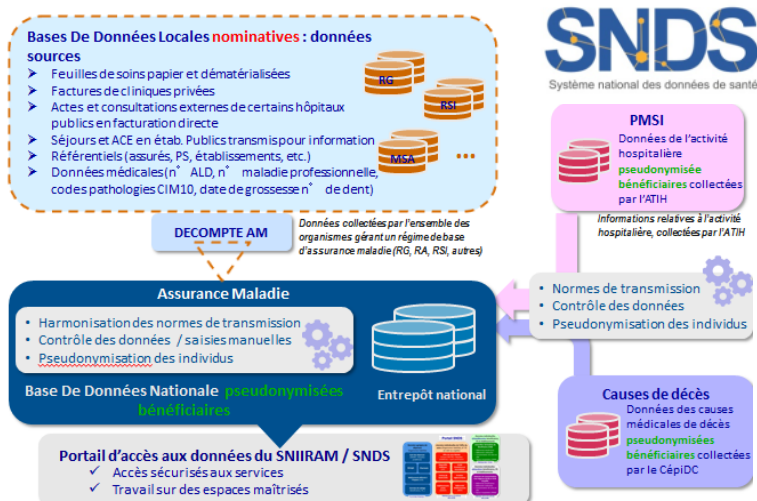 Bases De Données Locales nominatives : données
sources
Feuilles de soins papier et dématérialisées
Factures de cliniques privées
Actes et consultations externes de certains hôpitaux
publics en facturation directe
Séjours et ACE en étab. Publics transmis pour information
Référentiels (assurés, PS, établissements, etc.)
Données médicales(n° ALD, n° maladie professionnelle,
codes pathologies CIM10, date de grossesse n° de dent)
RG
RSI
MSA
...
SNDS
Système national des données de santé
PMSI
Données de l'activité
hospitalière
pseudonymisée
bénéficiaires collectées
par l'ATIH
Informations relatives à l'activité
hospitalière, collectées par l'ATIH
DECOMPTE AM
Données collectées par l'ensemble des
organismes gérant un régime de base
d'assurance maladie (RG, RA, RSI, autres)
Assurance Maladie
• Harmonisation des normes de transmission
• Contrôle des données / saisies manuelles
• Pseudonymisation des individus
Base De Données Nationale pseudonymisées
bénéficiaires
Entrepôt national
• Normes de transmission
• Contrôle des données
• Pseudonymisation des individus
Causes de décès
Données des causes
médicales de décès
pseudonymisées
bénéficiaires collectées
par le CépiDC
Portail d'accès aux données du SNIIRAM / SNDS
✓ Accès sécurisés aux services
✓ Travail sur des espaces maîtrisés